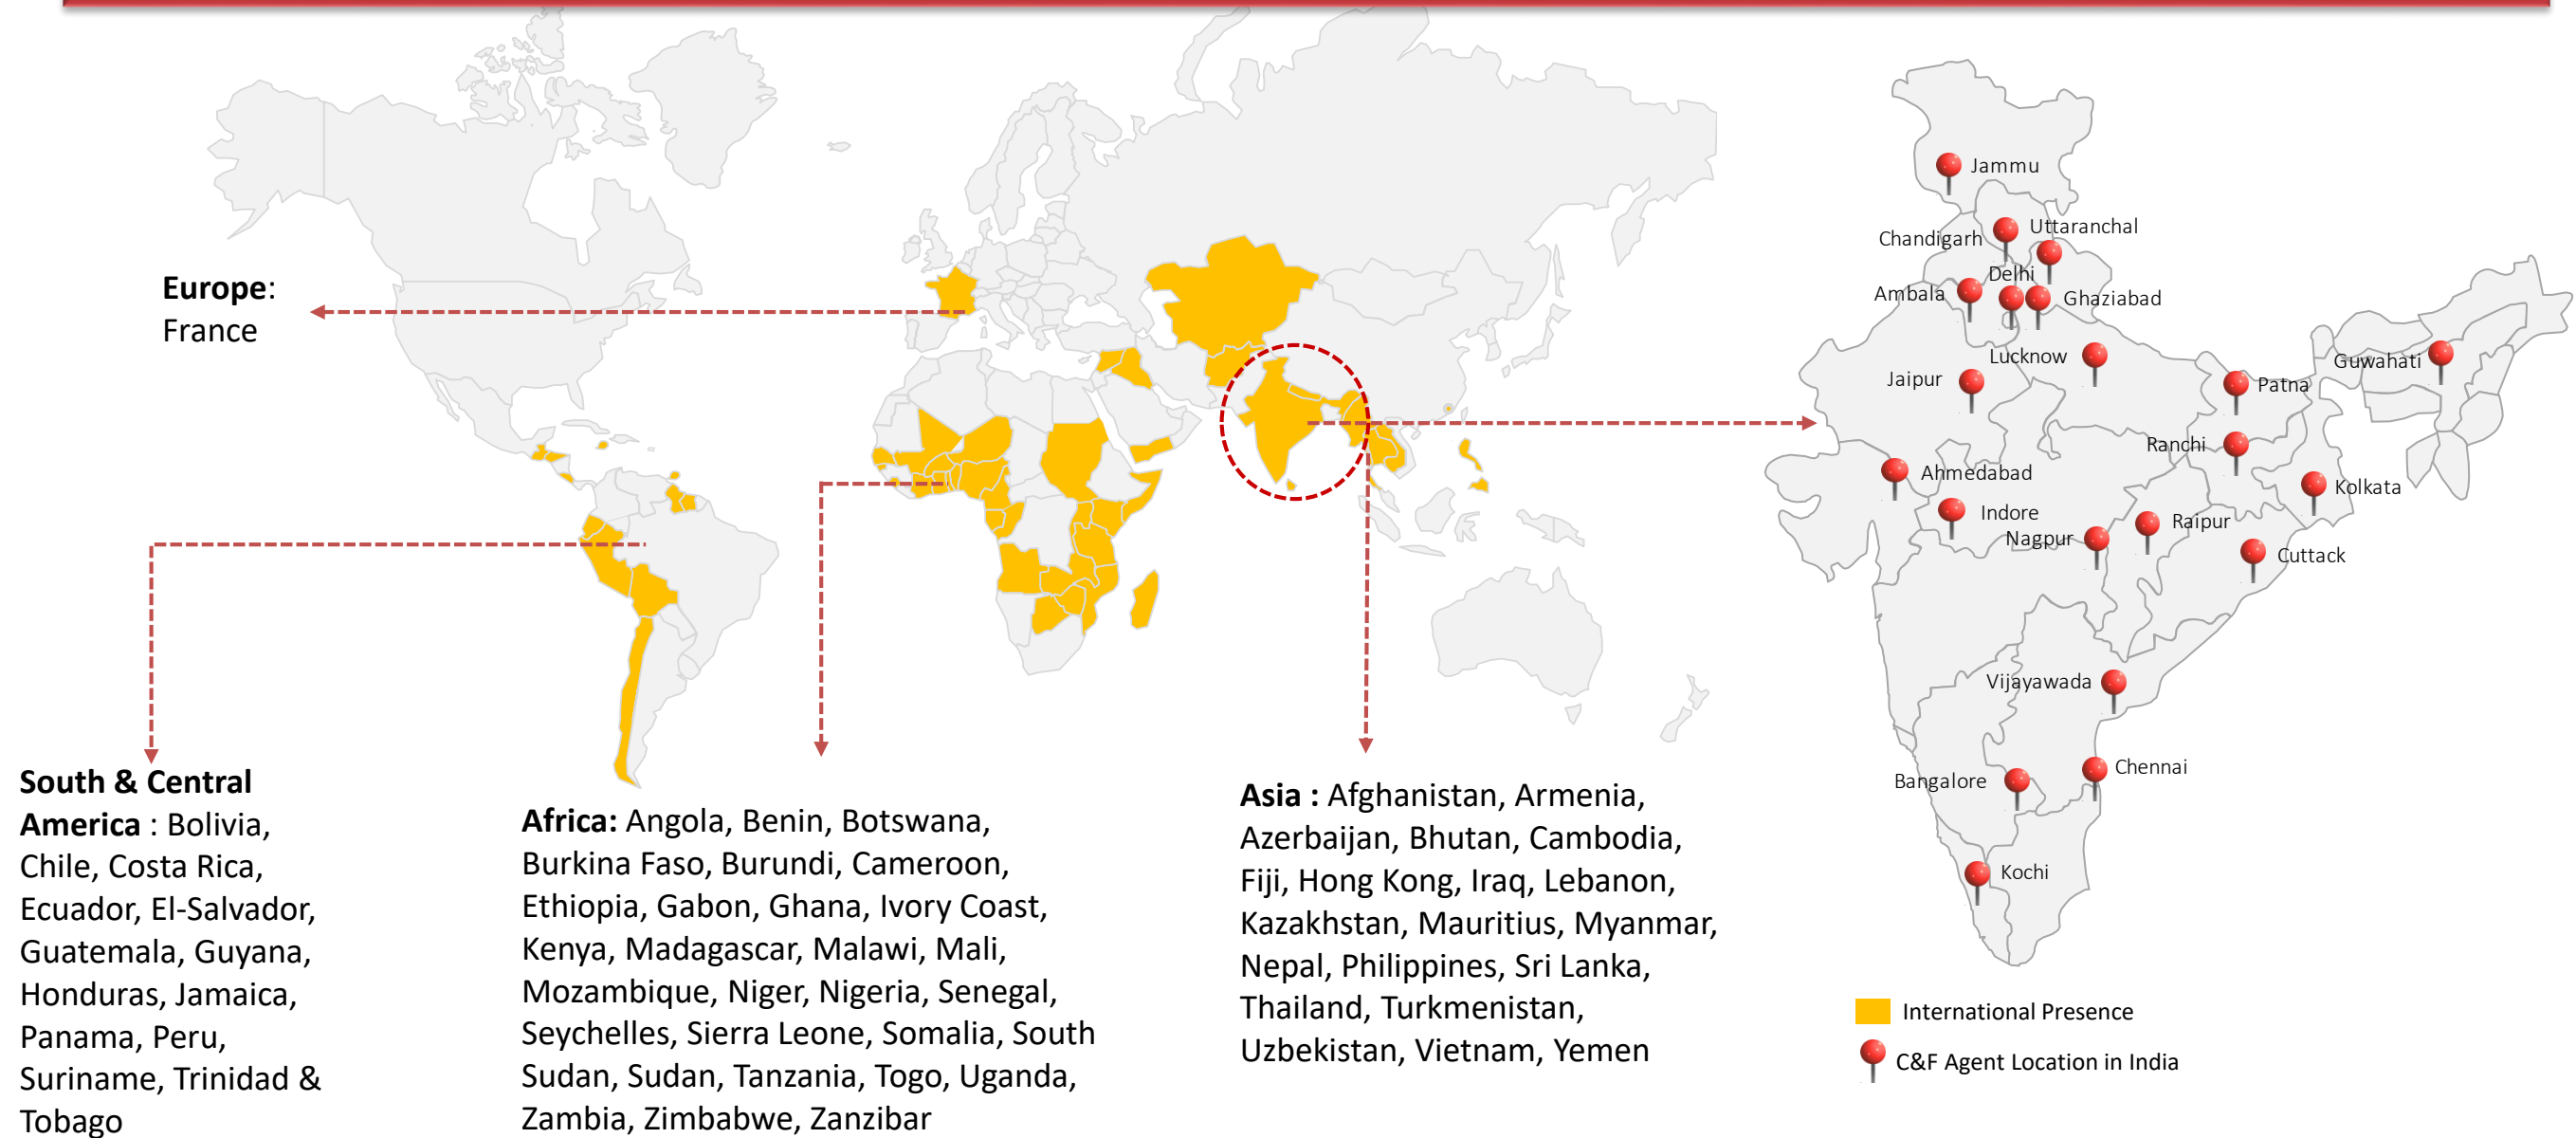 Europe:
France
South & Central
America : Bolivia,
Chile, Costa Rica,
Ecuador, El-Salvador,
Guatemala, Guyana,
Honduras, Jamaica,
Panama, Peru,
Suriname, Trinidad &
Tobago
Africa: Angola, Benin, Botswana,
Burkina Faso, Burundi, Cameroon,
Ethiopia, Gabon, Ghana, Ivory Coast,
Kenya, Madagascar, Malawi, Mali,
Mozambique, Niger, Nigeria, Senegal,
Seychelles, Sierra Leone, Somalia, South
Sudan, Sudan, Tanzania, Togo, Uganda,
Zambia, Zimbabwe, Zanzibar
Asia : Afghanistan, Armenia,
Azerbaijan, Bhutan, Cambodia,
Fiji, Hong Kong, Iraq, Lebanon,
Kazakhstan, Mauritius, Myanmar,
Nepal, Philippines, Sri Lanka,
Thailand, Turkmenistan,
Uzbekistan, Vietnam, Yemen
Jammu
Uttaranchal
Chandigarh
Delhi
Ambala
Ghaziabad
Lucknow
Guwahati
Jaipur
Patna
Ranchi
Ahmedabad
Kolkata
Indore
Raipur
Nagpur
Cuttack
Vijayawada
Chennai
Bangalore
Kochi
International Presence
C&F Agent Location in India